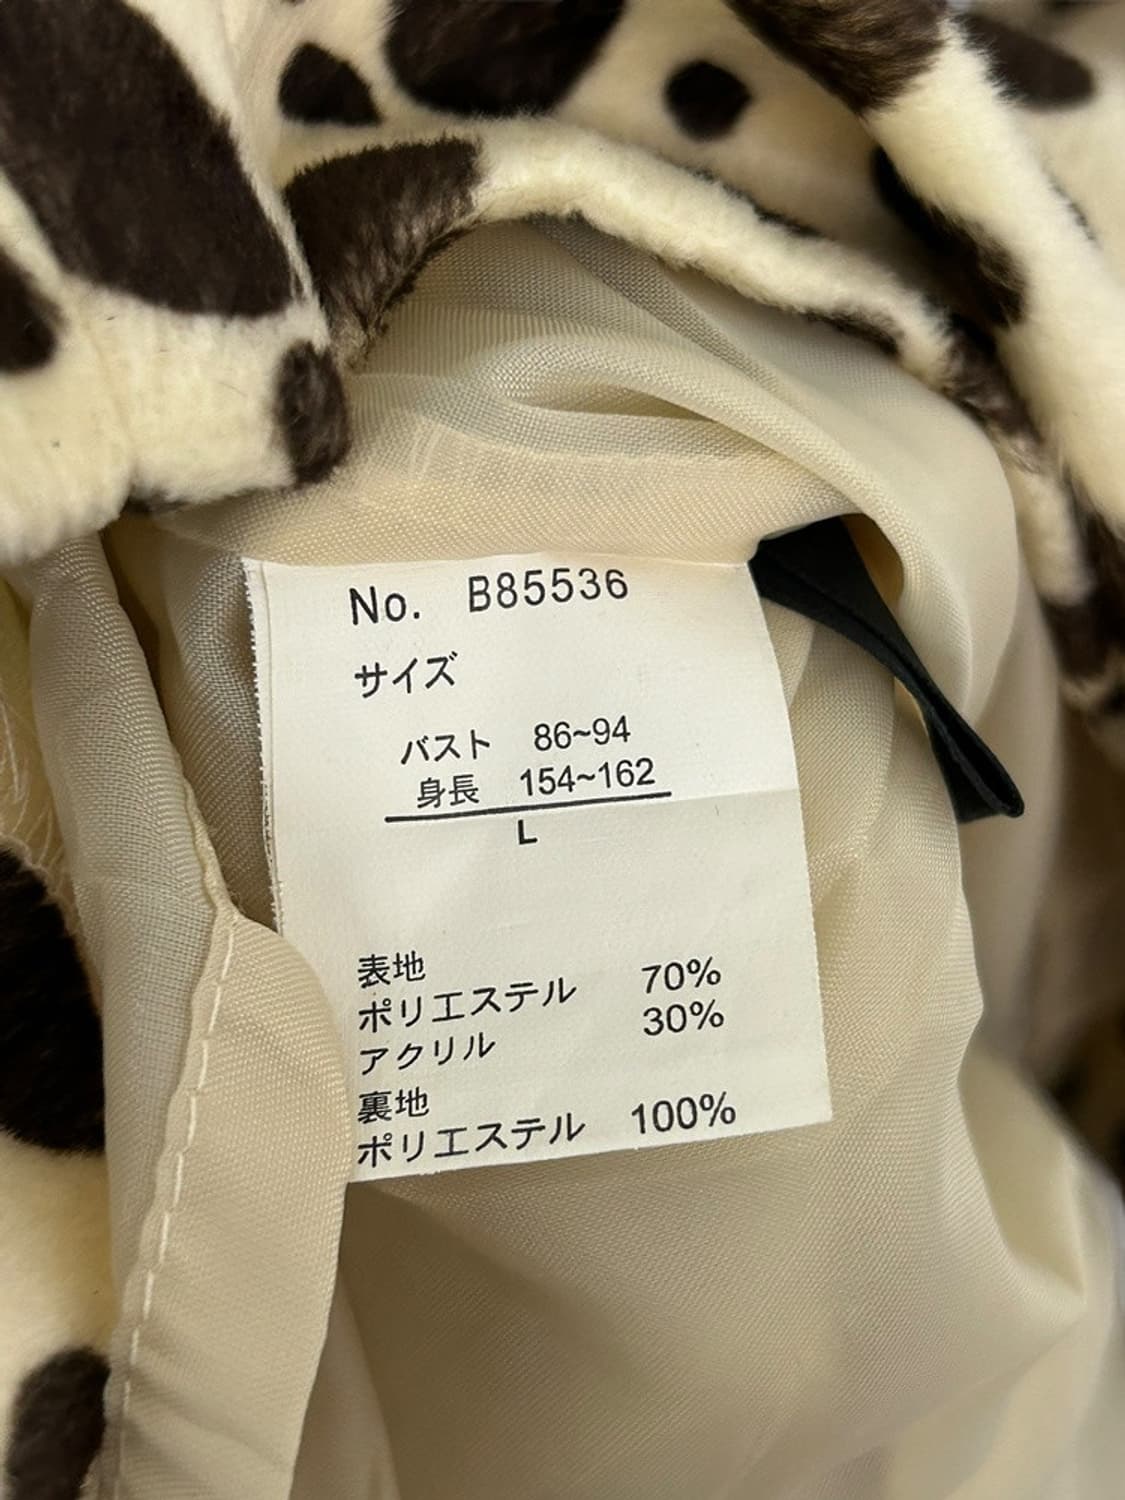 No. B85536
サイズ
バスト 86~94
身長 154~162
L
表地
ポリエステル 70%
アクリル 30%
裏地
ポリエステル 100%